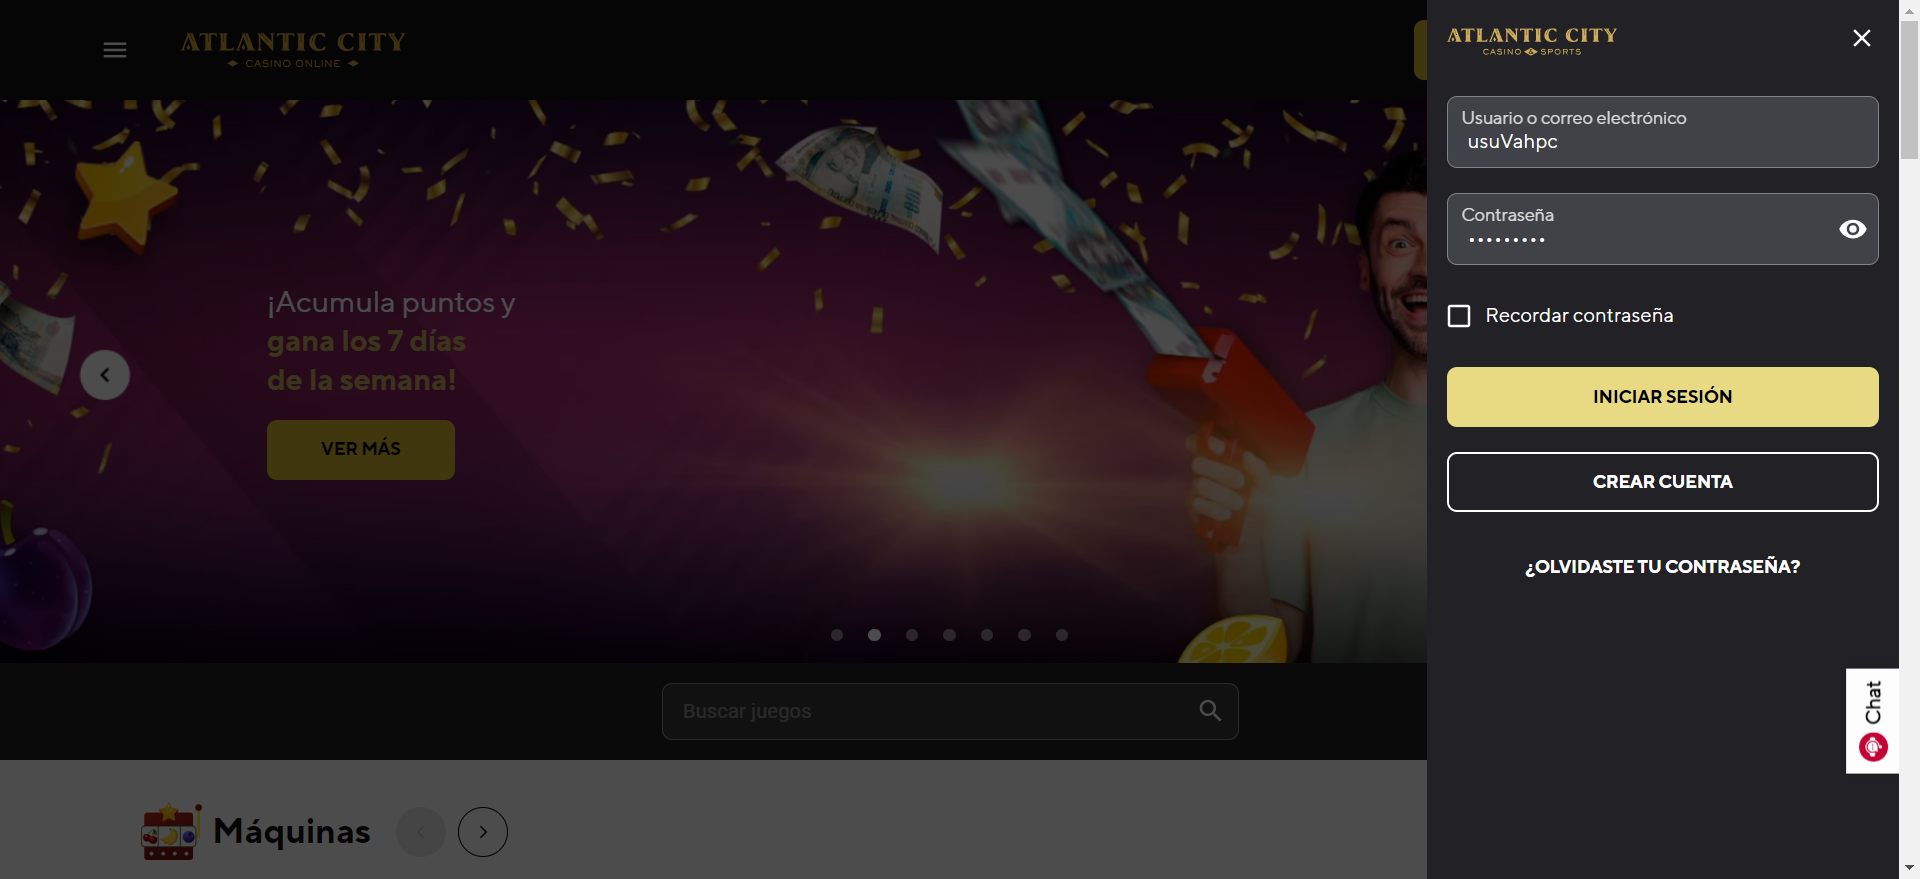 ATLANTIC CITY
CASINO ONLINE
¡Acumula puntos y
gana los 7 días
de la semana!
VER MÁS
Buscar juegos
Máquinas
ATLANTIC CITY
CASINO & SPORTS
Usuario o correo electrónico
usuVahpc
Contraseña
•••••••••
Recordar contraseña
INICIAR SESIÓN
CREAR CUENTA
¿OLVIDASTE TU CONTRASEÑA?
Chat